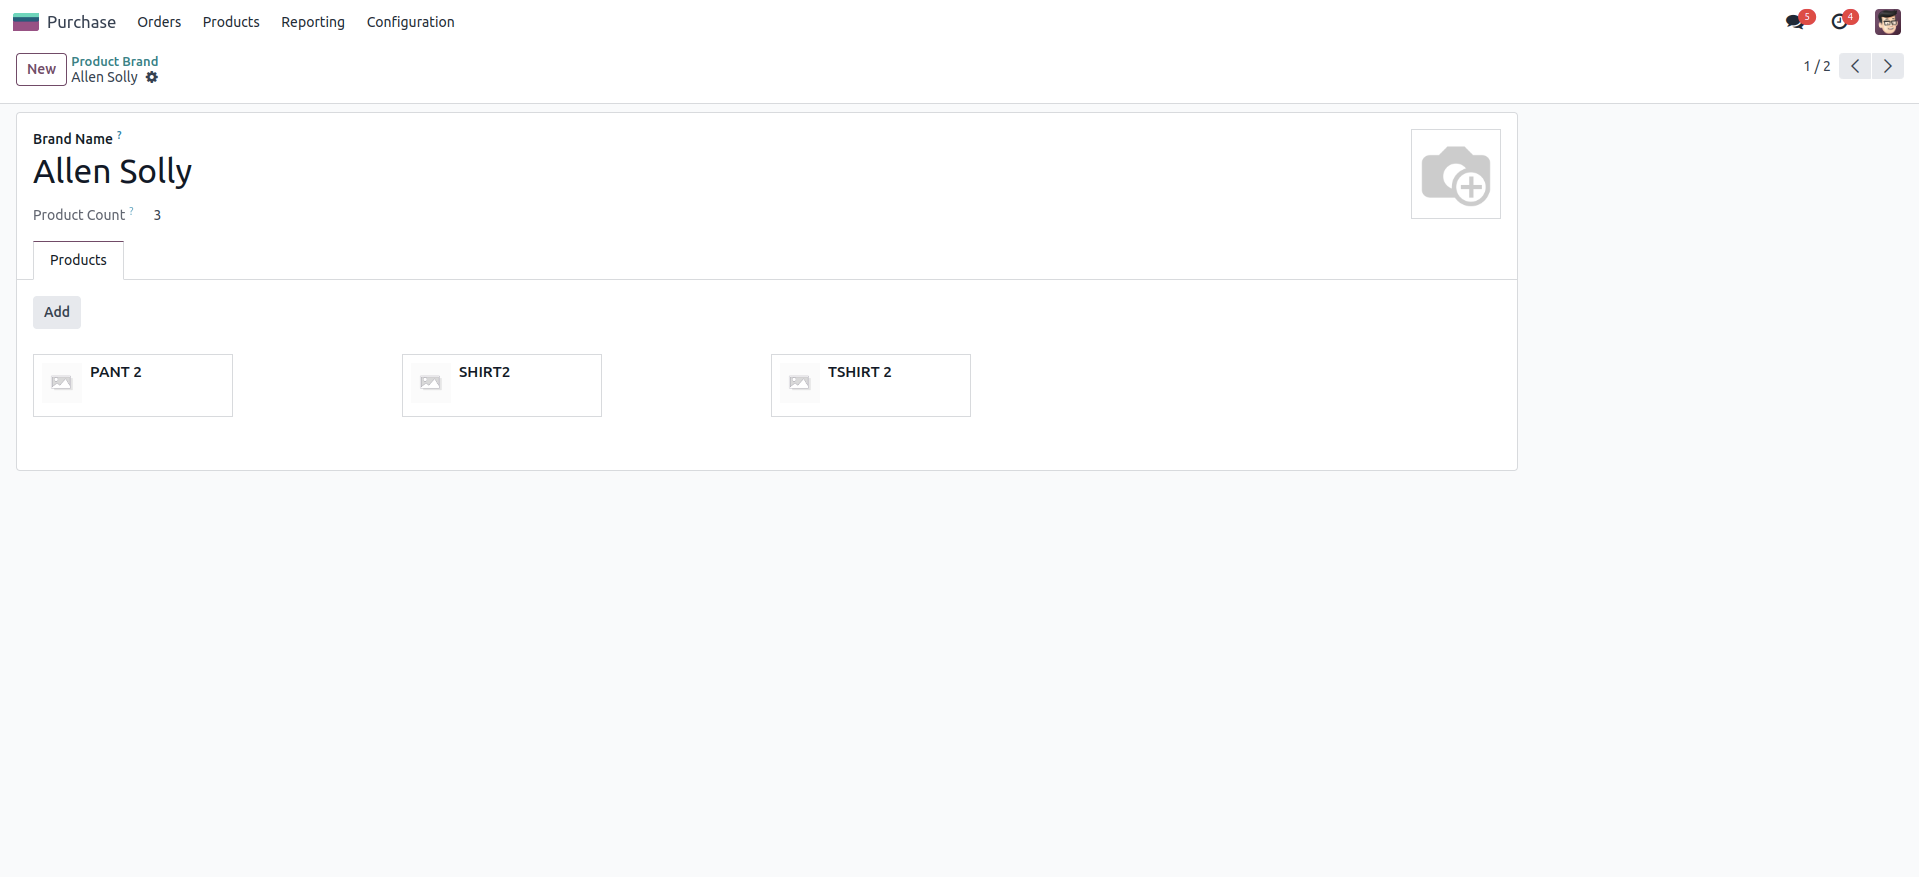 Purchase Orders Products Reporting Configuration 5 4
New Product Brand
Allen Solly
1 / 2
Brand Name ?
Allen Solly
Product Count ? 3
Products
Add
PANT 2 SHIRT2 TSHIRT 2